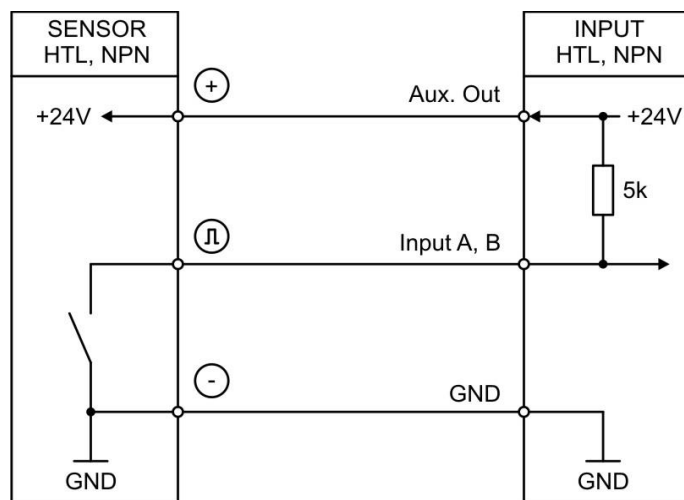 SENSOR
HTL, NPN
INPUT
HTL, NPN
+
Aux. Out
+24V
+24V
5k
Input A, B
-
GND
GND
GND